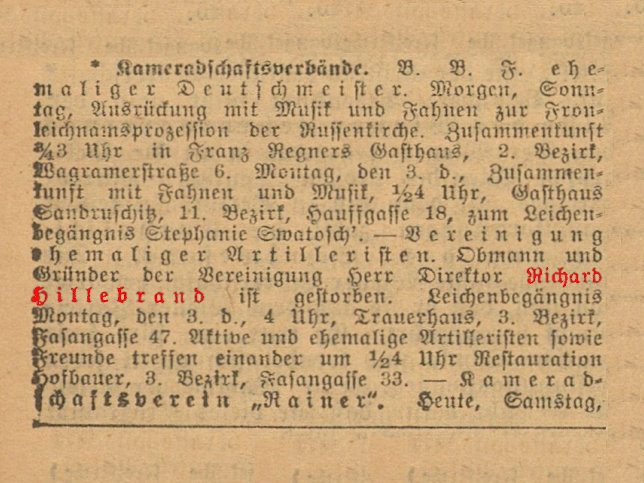 * Kameradschaftsverbände. B. B. F. ehe-
maliger Deutschmeister. Morgen, Sonn-
tag, Ausrückung mit Musik und Fahnen zur Fron-
leichnamsprozession der Russenkirche. Zusammenkunft
¾3 Uhr in Franz Regners Gasthaus, 2. Bezirk,
Wagramerstraße 6. Montag, den 3. d., Zusammen-
kunft mit Fahnen und Musik, ½4 Uhr, Gasthaus
Sandruschitz, 11. Bezirk, Hauffgasse 18, zum Leichen-
begängnis Stephanie Swatosch'. — Vereinigung
ehemaliger Artilleristen. Obmann und
Gründer der Vereinigung Herr Direktor Richard
Hillebrand ist gestorben. Leichenbegängnis
Montag, den 3. d., 4 Uhr, Trauerhaus, 3. Bezirk,
Fasangasse 47. Aktive und ehemalige Artilleristen sowie
Freunde treffen einander um ½4 Uhr Restauration
Hofbauer, 3. Bezirk, Fasangasse 33. — Kamerad-
schaftsverein „Rainer“. Heute, Samstag,